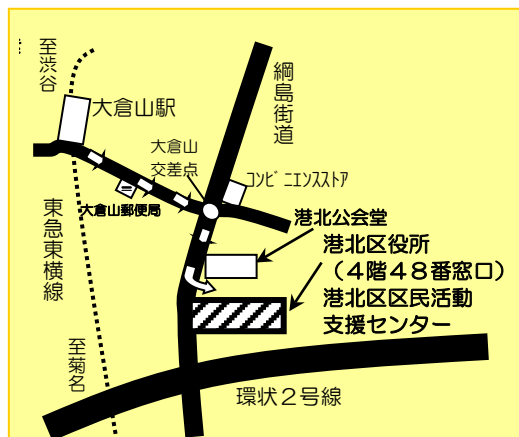 至渋谷
大倉山駅
綱島街道
大倉山
交差点
ｺﾝﾋﾞﾆｴﾝｽｽﾄｱ
大倉山郵便局
港北公会堂
東急東横線
港北区役所
（４階４８番窓口）
港北区区民活動
支援センター
至菊名
環状２号線